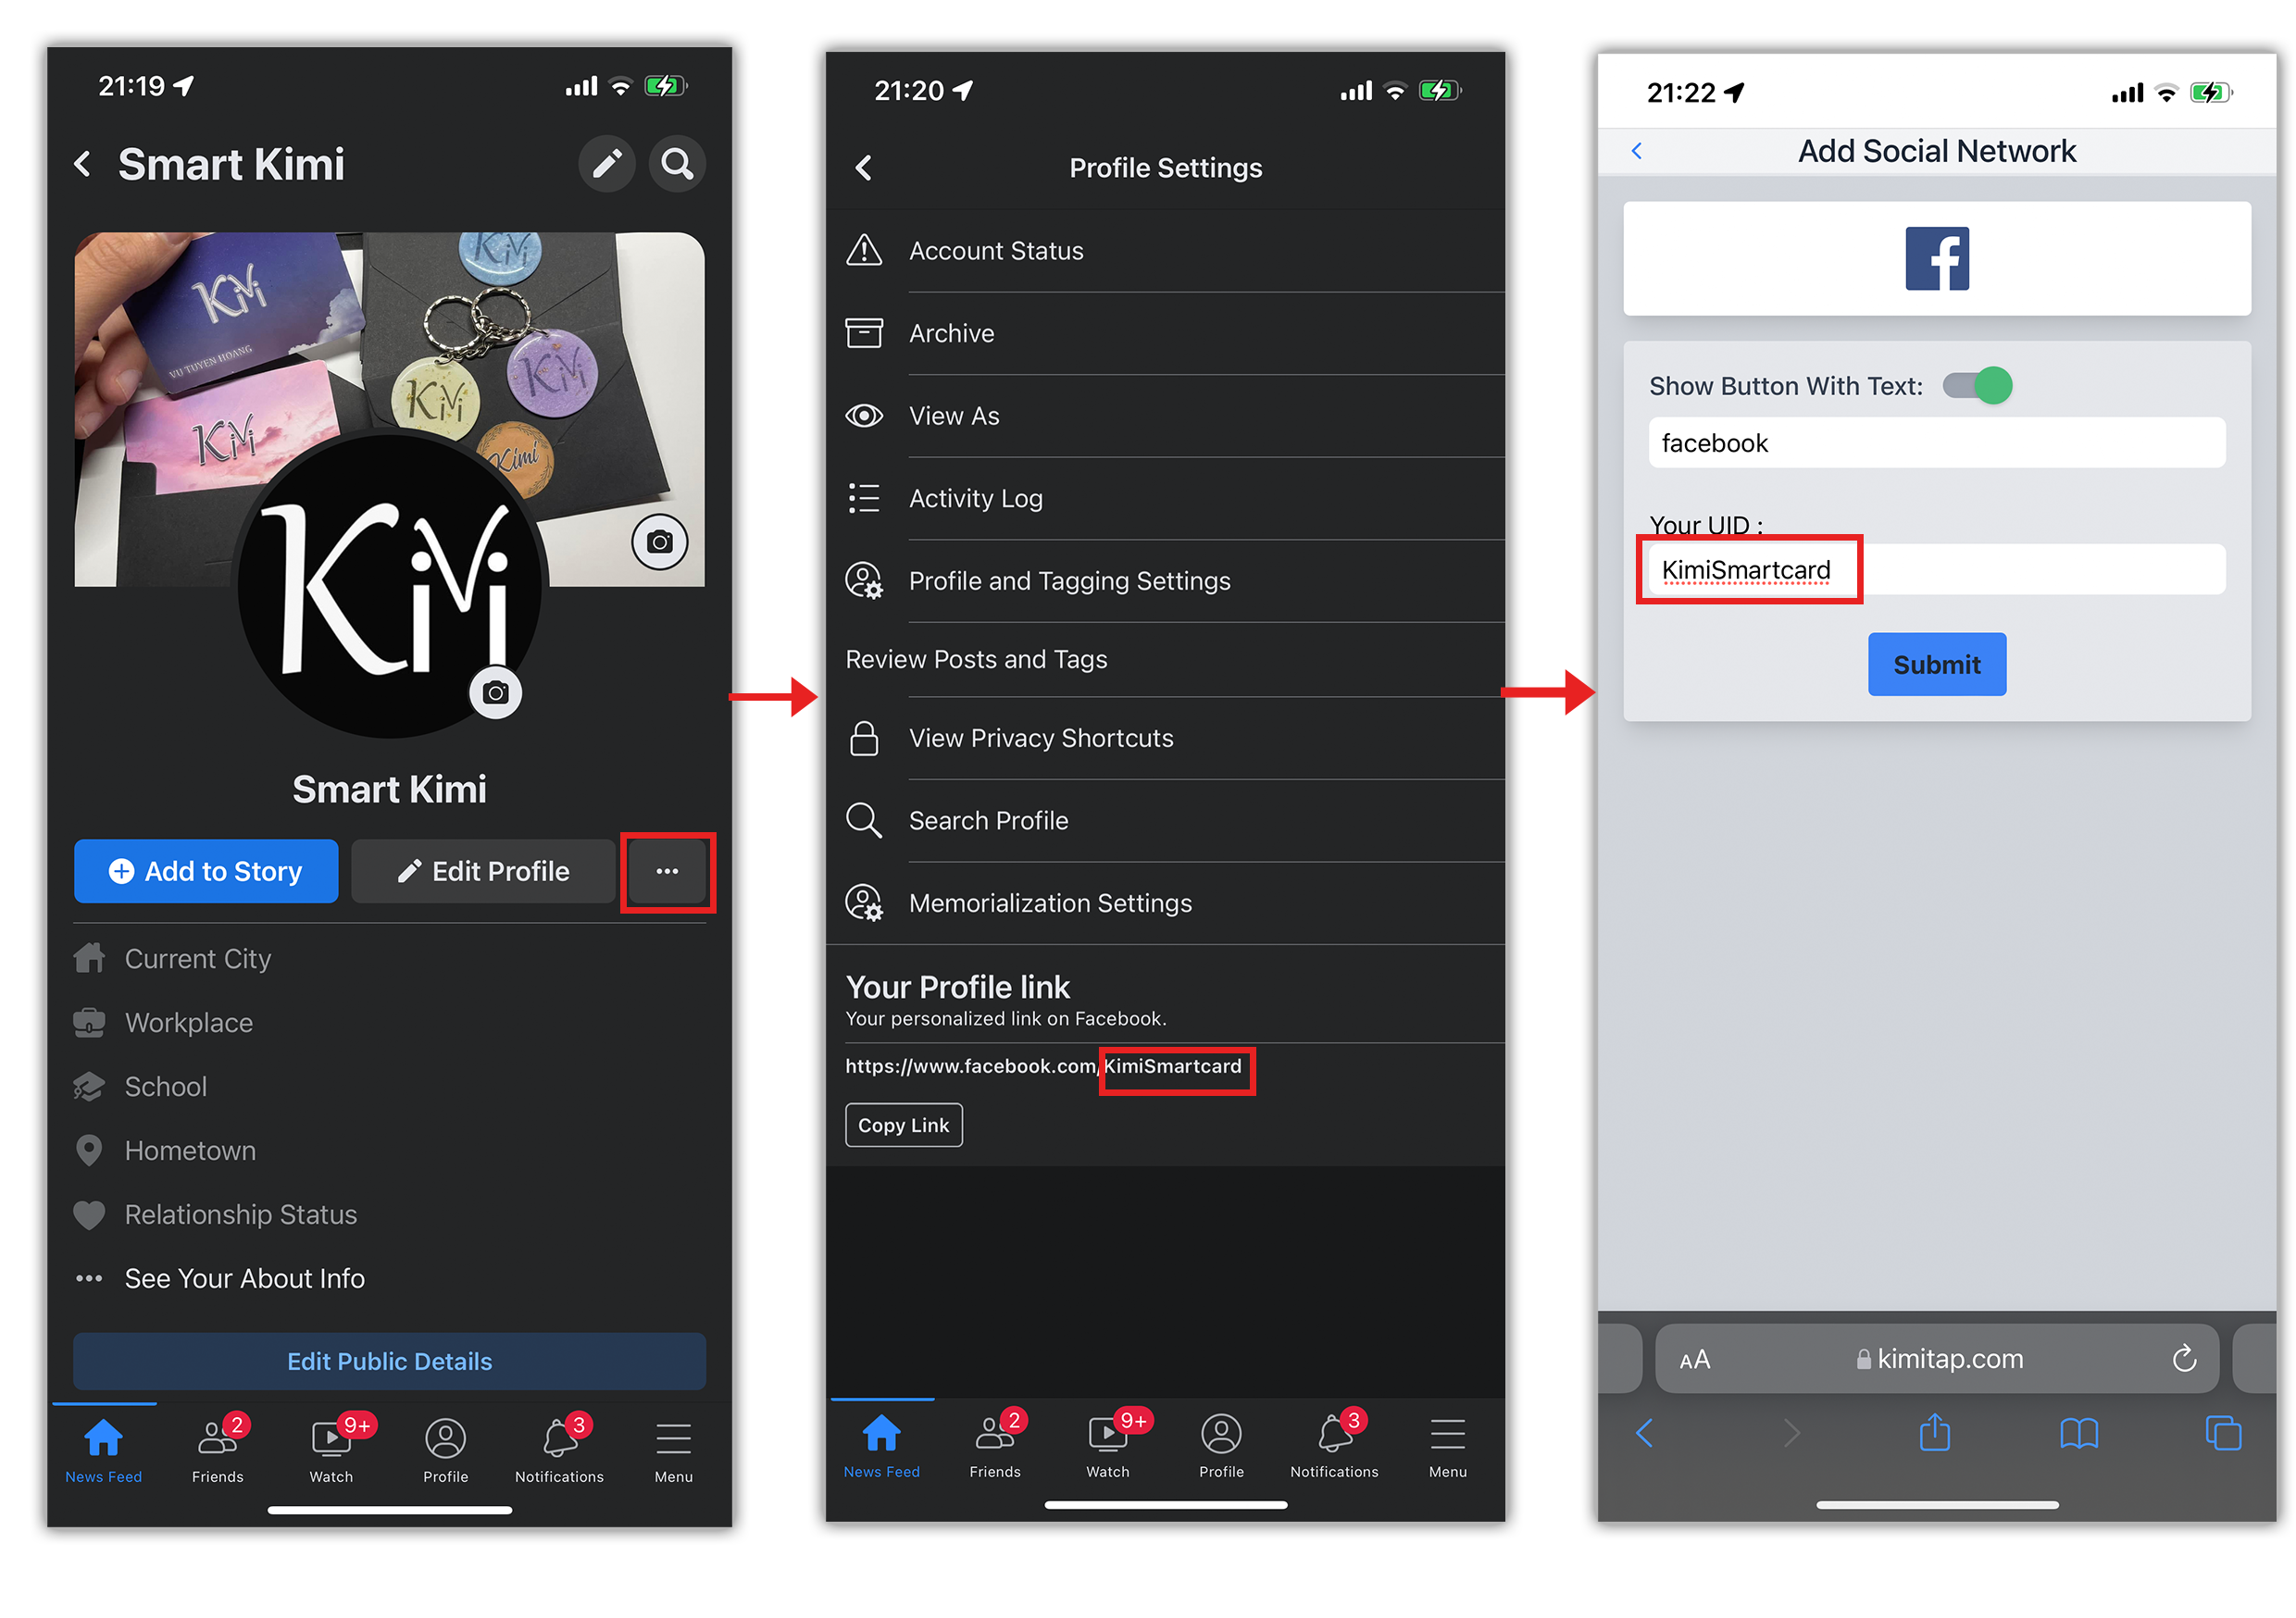 21:19
Smart Kimi
Kimi
VU TUYEN HOANG
Kimi
Kimi
Kimi
Kimi
Kimi
Kimi
Smart Kimi
Add to Story
Edit Profile
Current City
Workplace
School
Hometown
Relationship Status
See Your About Info
Edit Public Details
2
9+
3
News Feed
Friends
Watch
Profile
Notifications
Menu
21:20
Profile Settings
Account Status
Archive
View As
Activity Log
Profile and Tagging Settings
Review Posts and Tags
View Privacy Shortcuts
Search Profile
Memorialization Settings
Your Profile link
Your personalized link on Facebook.
https://www.facebook.com/KimiSmartcard
Copy Link
2
9+
3
News Feed
Friends
Watch
Profile
Notifications
Menu
21:22
Add Social Network
f
Show Button With Text:
facebook
Your UID :
KimiSmartcard
Submit
AA
kimitap.com